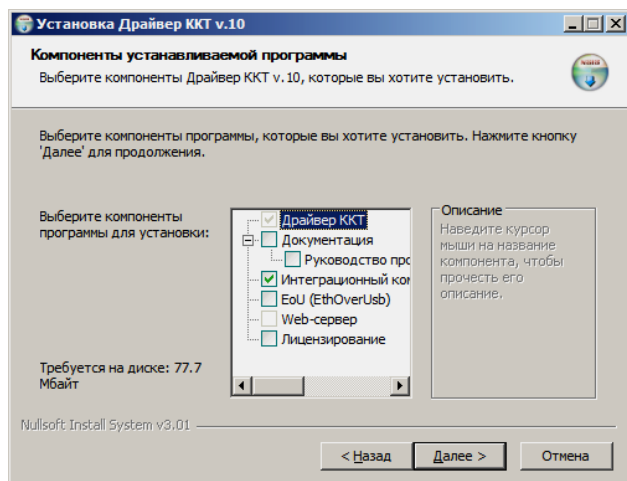 Установка Драйвер ККТ v.10
Компоненты устанавливаемой программы
Выберите компоненты Драйвер ККТ v.10, которые вы хотите установить.
Выберите компоненты программы, которые вы хотите установить. Нажмите кнопку
'Далее' для продолжения.
Выберите компоненты
программы для установки:
Драйвер ККТ
Документация
Руководство прс
Интеграционный ког
EoU (EthOverUsb)
Web-сервер
Лицензирование
Описание
Наведите курсор
мыши на название
компонента, чтобы
прочесть его
описание.
Требуется на диске: 77.7
Мбайт
Nullsoft Install System v3.01
< Назад
Далее >
Отмена